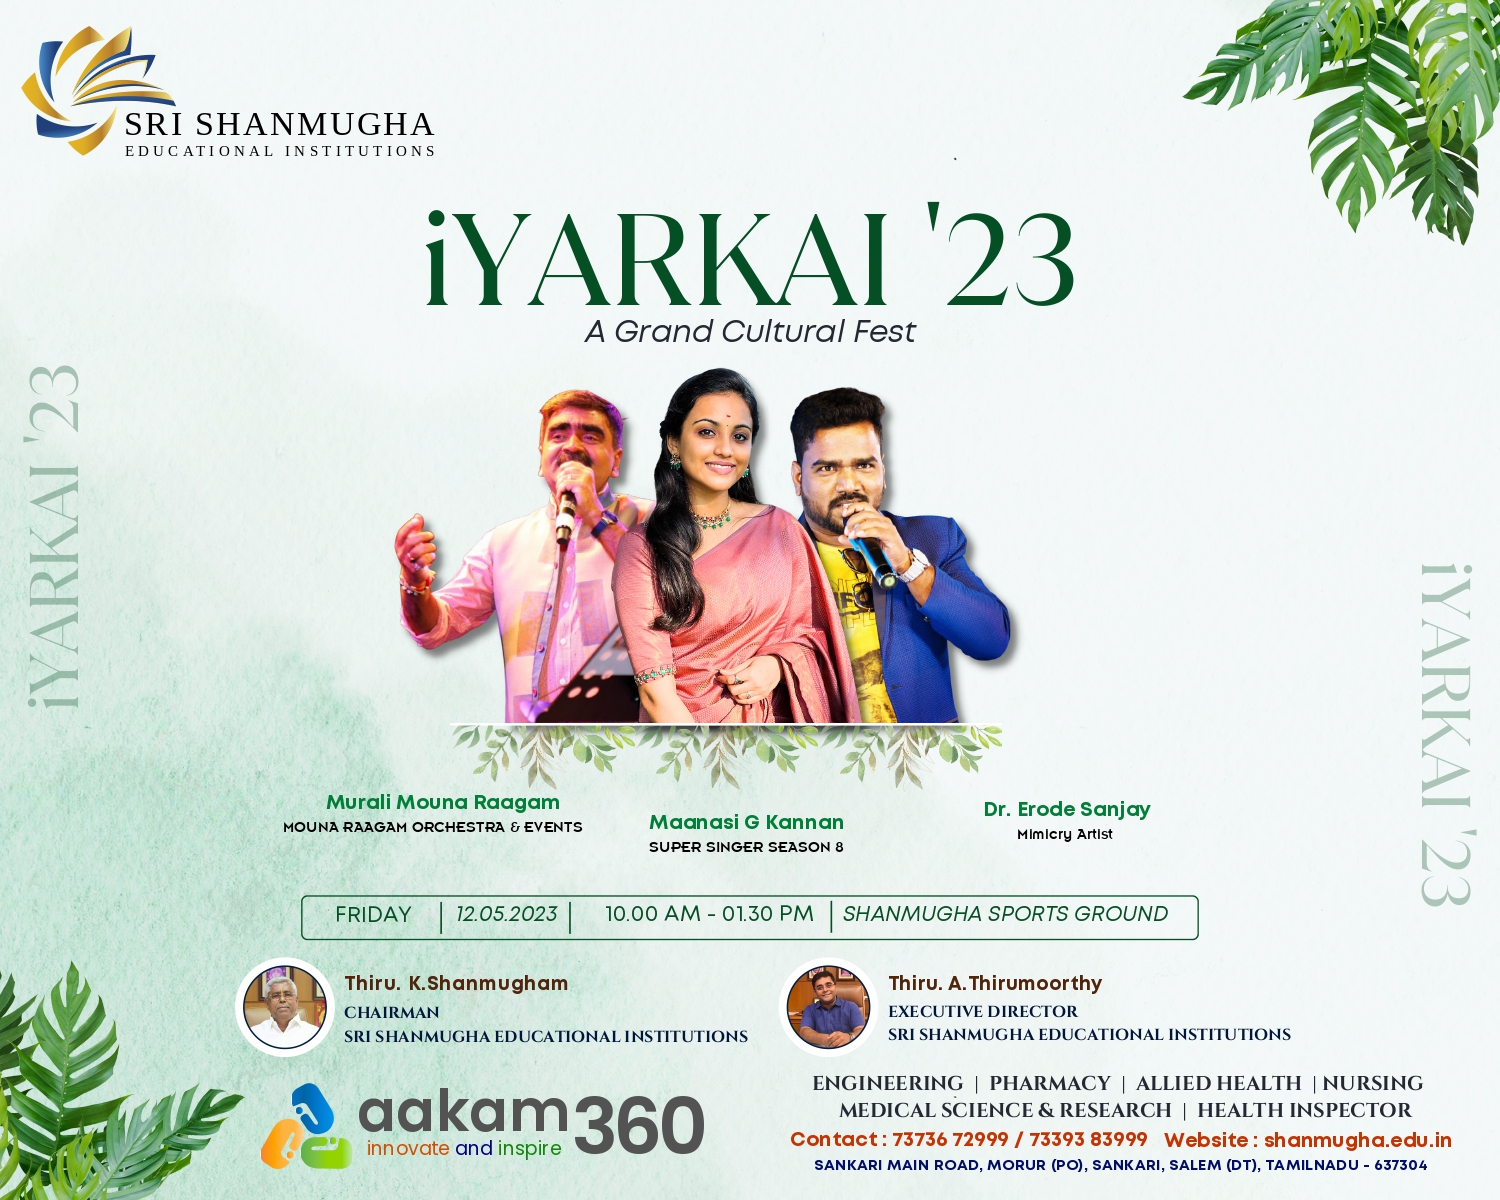 SRI SHANMUGHA
EDUCATIONAL INSTITUTIONS
iYARKAI '23
A Grand Cultural Fest
iYARKAI '23
iYARKAI '23
Murali Mouna Raagam
MOUNA RAAGAM ORCHESTRA & EVENTS
Maanasi G Kannan
SUPER SINGER SEASON 8
Dr. Erode Sanjay
Mimicry Artist
FRIDAY | 12.05.2023 | 10.00 AM - 01.30 PM | SHANMUGHA SPORTS GROUND
Thiru. K.Shanmugham
CHAIRMAN
SRI SHANMUGHA EDUCATIONAL INSTITUTIONS
Thiru. A.Thirumoorthy
EXECUTIVE DIRECTOR
SRI SHANMUGHA EDUCATIONAL INSTITUTIONS
aakam360
innovate and inspire
ENGINEERING | PHARMACY | ALLIED HEALTH | NURSING
MEDICAL SCIENCE & RESEARCH | HEALTH INSPECTOR
Contact : 73736 72999 / 73393 83999 Website : shanmugha.edu.in
SANKARI MAIN ROAD, MORUR (PO), SANKARI, SALEM (DT), TAMILNADU - 637304